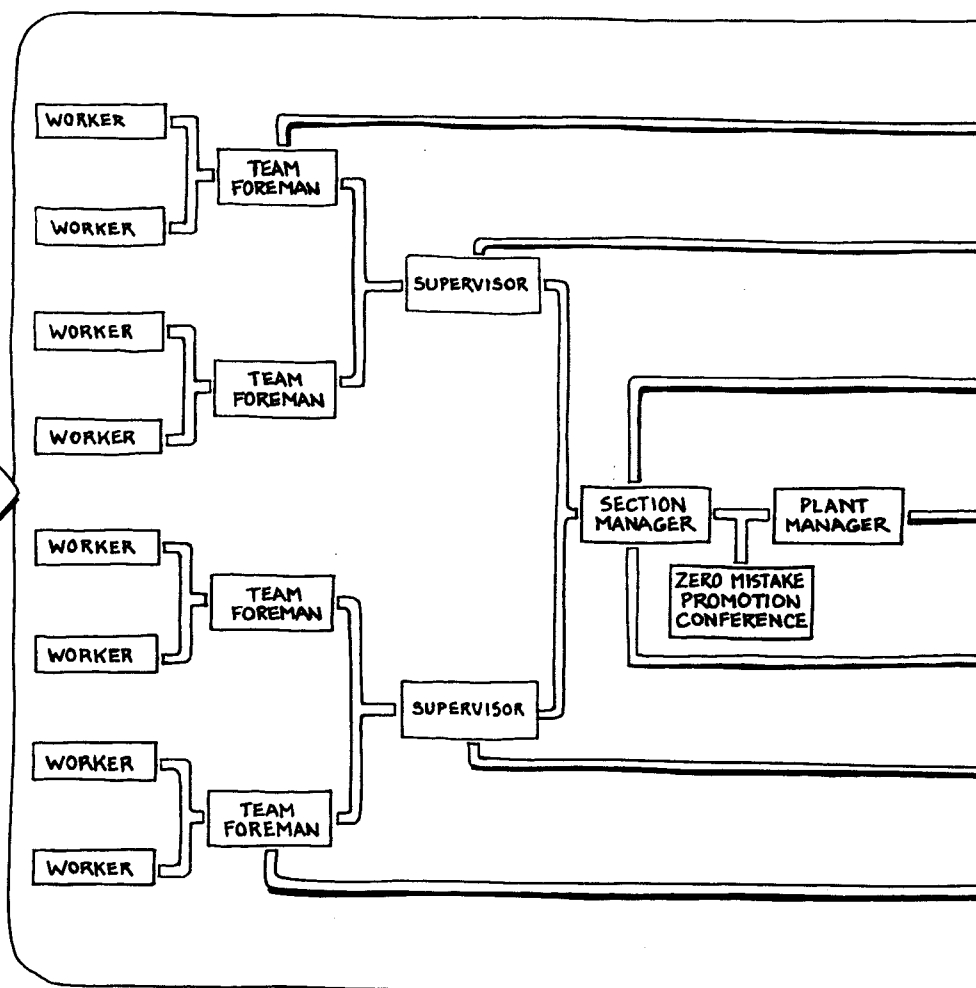 WORKER
TEAM
FOREMAN
WORKER
SUPERVISOR
WORKER
TEAM
FOREMAN
WORKER
SECTION
MANAGER
PLANT
MANAGER
WORKER
ZERO MISTAKE
PROMOTION
CONFERENCE
TEAM
FOREMAN
WORKER
SUPERVISOR
WORKER
TEAM
FOREMAN
WORKER